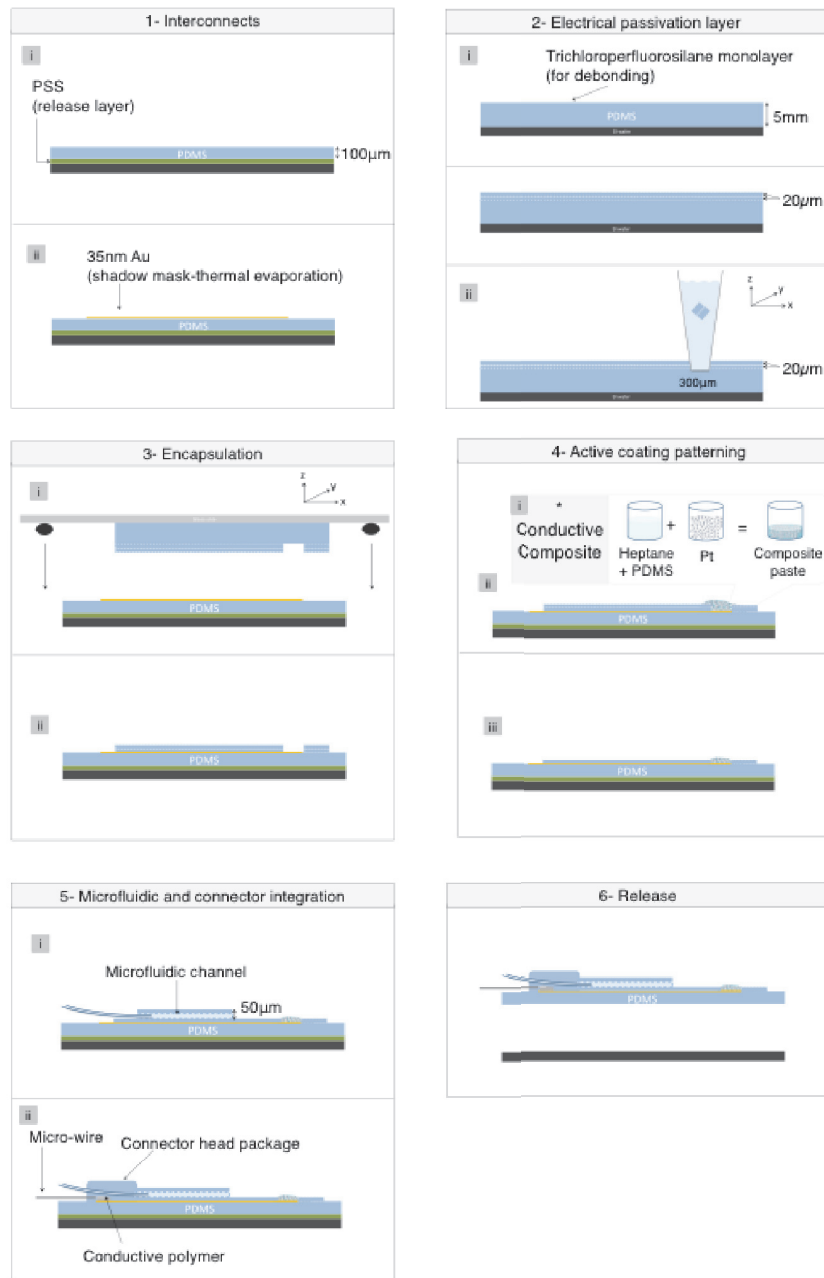 1- Interconnects
i
PSS
(release layer)
PDMS
100µm
ii
35nm Au
(shadow mask-thermal evaporation)
PDMS
2- Electrical passivation layer
i
Trichloroperfluorosilane monolayer
(for debonding)
PDMS
5mm
20µm
ii
z
y
x
300µm
20µm
3- Encapsulation
i
z
y
x
PDMS
ii
PDMS
4- Active coating patterning
i
*
Conductive
Composite
+
=
Heptane
+ PDMS
Pt
Composite
paste
ii
PDMS
iii
PDMS
5- Microfluidic and connector integration
i
Microfluidic channel
50µm
PDMS
ii
Micro-wire
Connector head package
PDMS
Conductive polymer
6- Release
PDMS